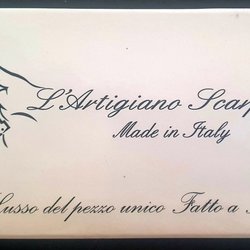 L'Artigiano Scarp
Made in Italy
Lusso del pezzo unico Fatto a